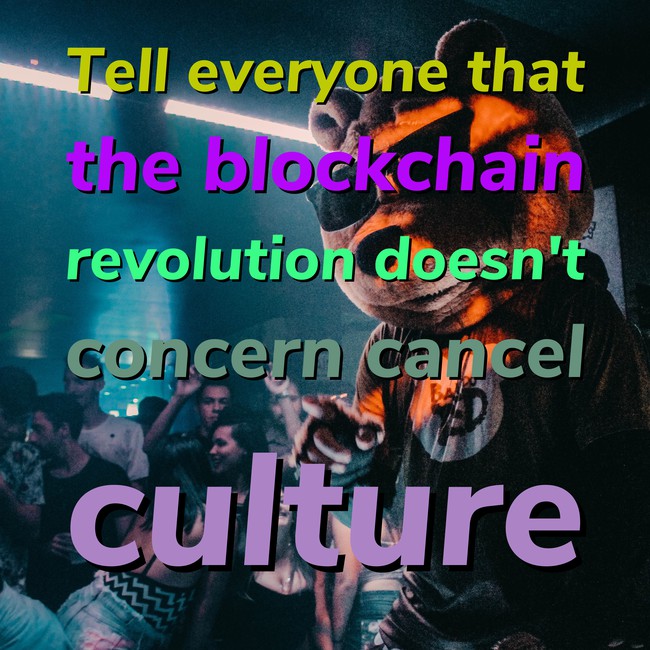 Tell everyone that
the blockchain
revolution doesn't
concern cancel
culture